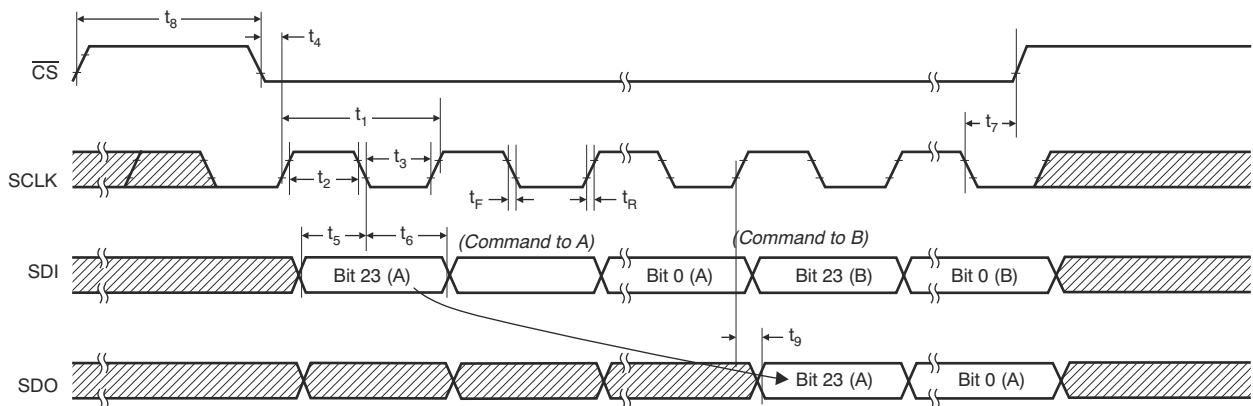 t8
t4
CS
t1
t7
t3
SCLK
t2
tF
tR
t5
t6
(Command to A)
(Command to B)
SDI
Bit 23 (A)
Bit 0 (A)
Bit 23 (B)
Bit 0 (B)
t9
SDO
Bit 23 (A)
Bit 0 (A)